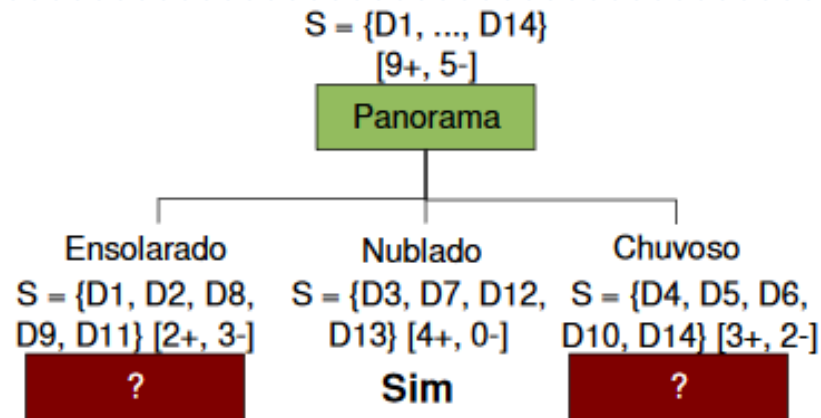 S = {D1, ..., D14}
[9+, 5-]
Panorama
Ensolarado
S = {D1, D2, D8,
D9, D11} [2+, 3-]
?
Nublado
S = {D3, D7, D12,
D13} [4+, 0-]
Sim
Chuvoso
S = {D4, D5, D6,
D10, D14} [3+, 2-]
?